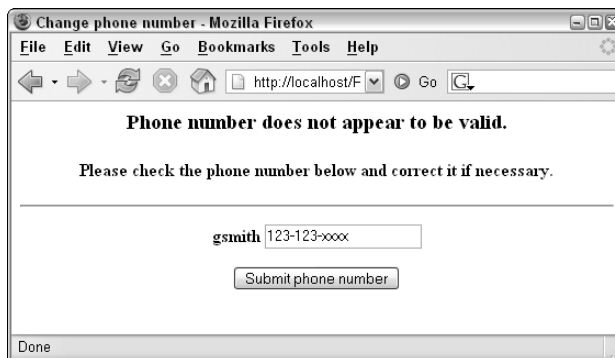 Change phone number - Mozilla Firefox
File Edit View Go Bookmarks Tools Help
http://localhost/F Go G
Phone number does not appear to be valid.
Please check the phone number below and correct it if necessary.
gsmith 123-123-xxxx
Submit phone number
Done